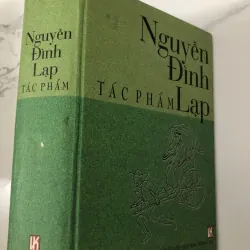 Nguyễn
Đình
Lạp
TÁC PHẨM
Nguyễn
Đình
TÁC PHẨM Lạp